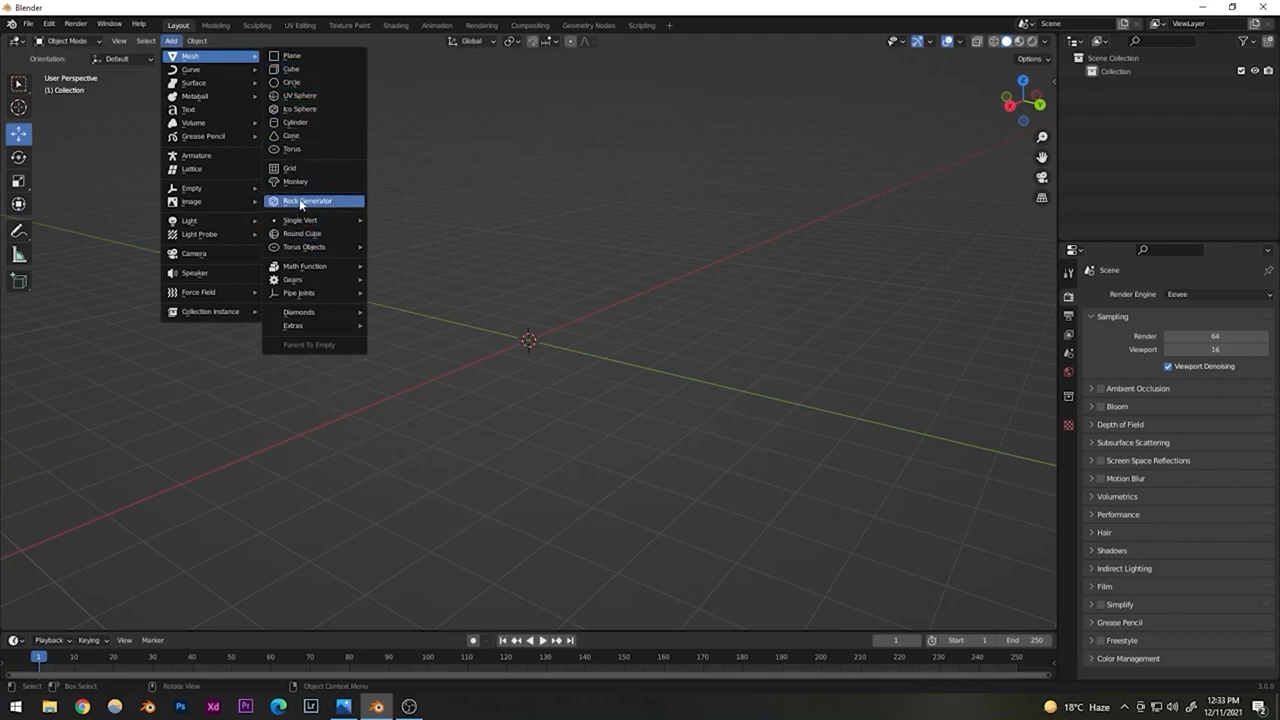 Blender
File Edit Render Window Help Layout Modeling Sculpting UV Editing Texture Paint Shading Animation Rendering Compositing Geometry Nodes Scripting + Scene ViewLayer
Object Mode View Select Add Object Global
Orientation: Default Options
User Perspective
(1) Collection
Mesh
Curve
Surface
Metaball
Text
Volume
Grease Pencil
Armature
Lattice
Empty
Image
Light
Light Probe
Camera
Speaker
Force Field
Collection Instance
Plane
Cube
Circle
UV Sphere
Ico Sphere
Cylinder
Cone
Torus
Grid
Monkey
Rock Generator
Single Vert
Round Cube
Torus Objects
Math Function
Gears
Pipe Joints
Diamonds
Extras
Parent To Empty
Z
X
Y
Scene Collection
Collection
Scene
Render Engine Eevee
Sampling
Render 64
Viewport 16
Viewport Denoising
Ambient Occlusion
Bloom
Depth of Field
Subsurface Scattering
Screen Space Reflections
Motion Blur
Volumetrics
Performance
Hair
Shadows
Indirect Lighting
Film
Simplify
Grease Pencil
Freestyle
Color Management
Playback Keying View Marker 1 Start 1 End 250
1 10 20 30 40 50 60 70 80 90 100 110 120 130 140 150 160 170 180 190 200 210 220 230 240 250
Select Box Select Rotate View Object Context Menu 3.0.0
Ps Xd Pr Lr 18°C Haze 12:33 PM
12/11/2021 2